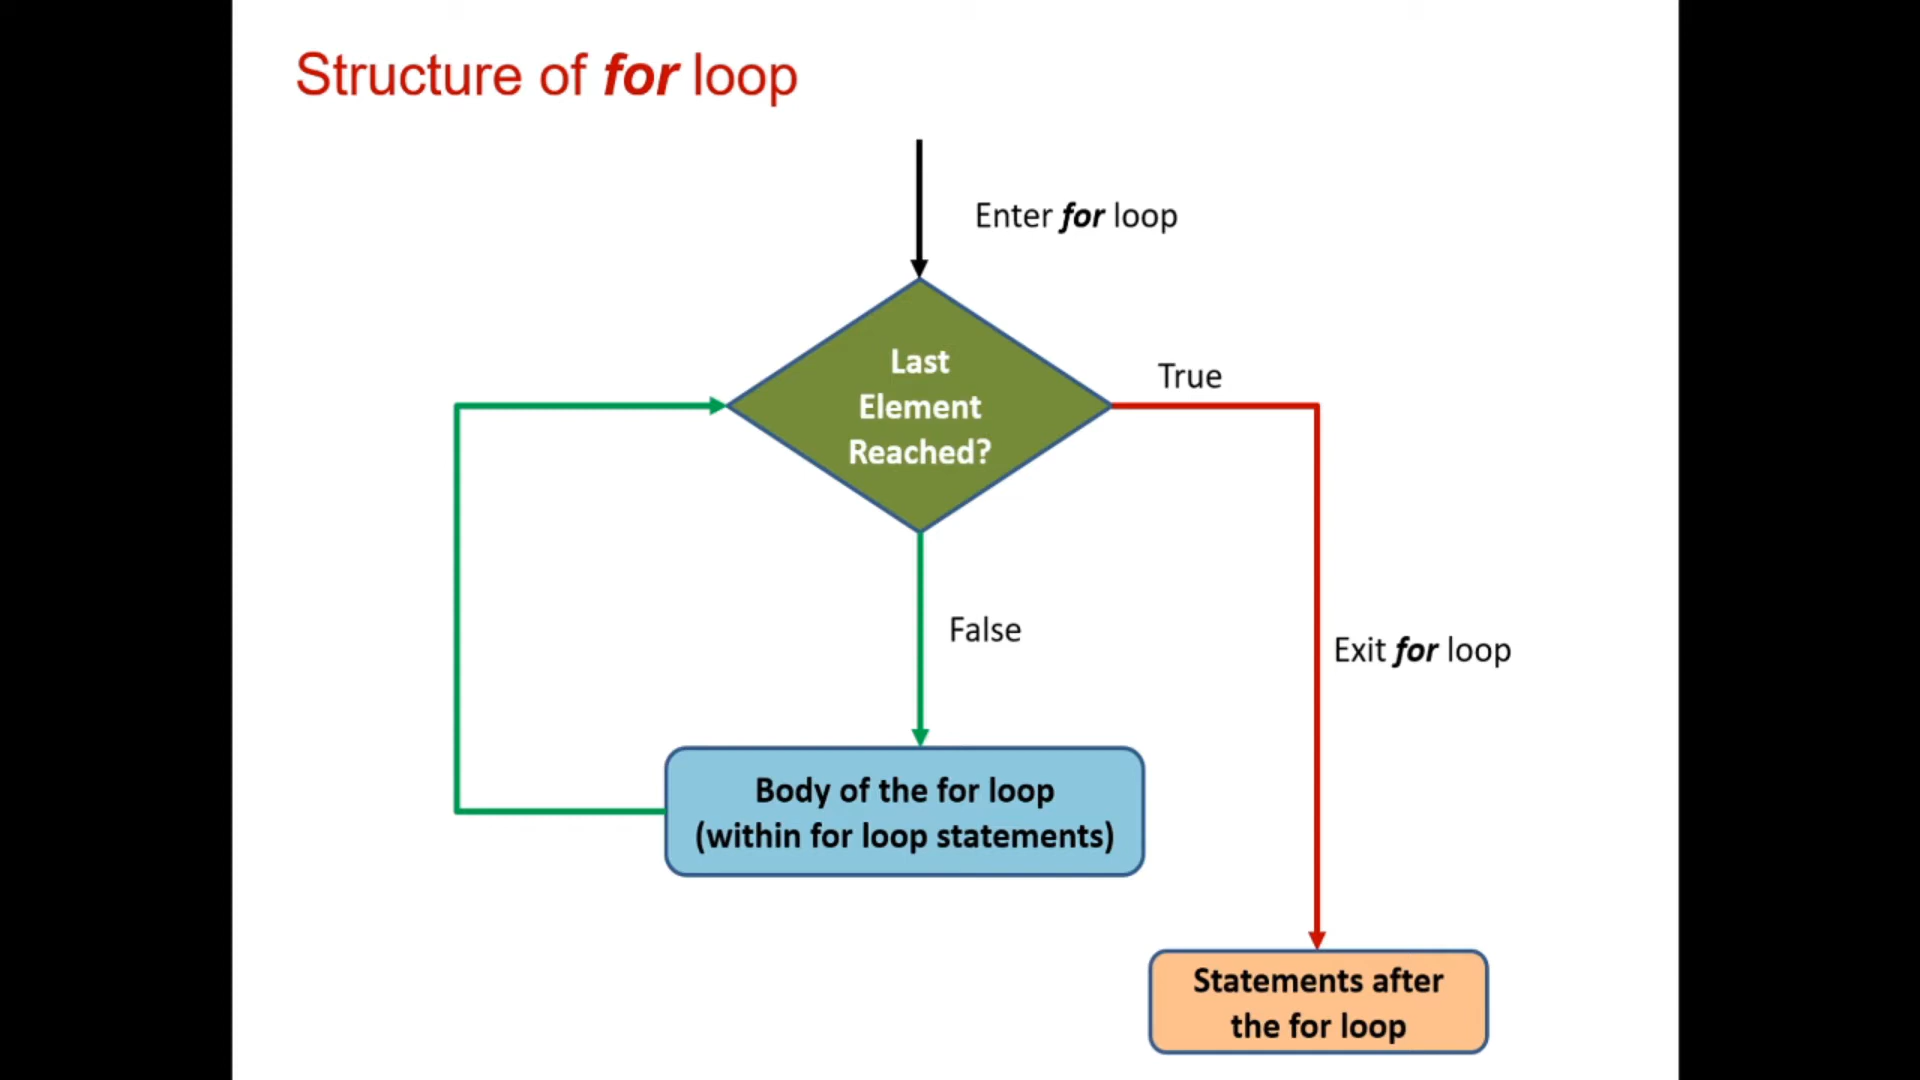 Structure of for loop
Enter for loop
Last
Element
Reached?
True
False
Exit for loop
Body of the for loop
(within for loop statements)
Statements after
the for loop